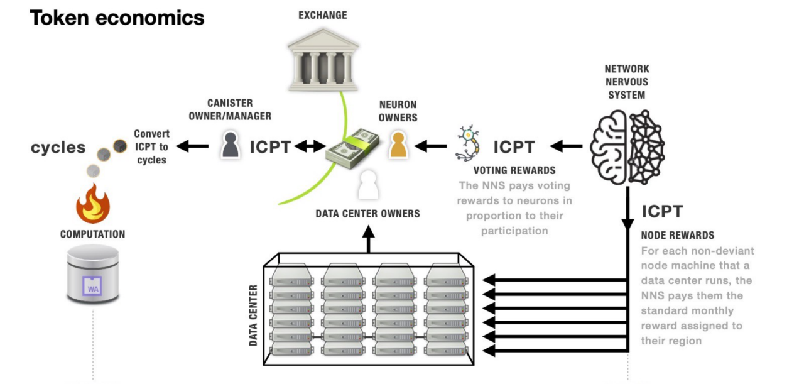 Token economics
EXCHANGE
NETWORK
NERVOUS
SYSTEM
CANISTER
OWNER/MANAGER
NEURON
OWNERS
cycles
Convert
ICPT to
cycles
ICPT
ICPT
VOTING REWARDS
The NNS pays voting
rewards to neurons in
proportion to their
participation
DATA CENTER OWNERS
COMPUTATION
WA
ICPT
NODE REWARDS
For each non-deviant
node machine that a
data center runs, the
NNS pays them the
standard monthly
reward assigned to
their region
DATA CENTER